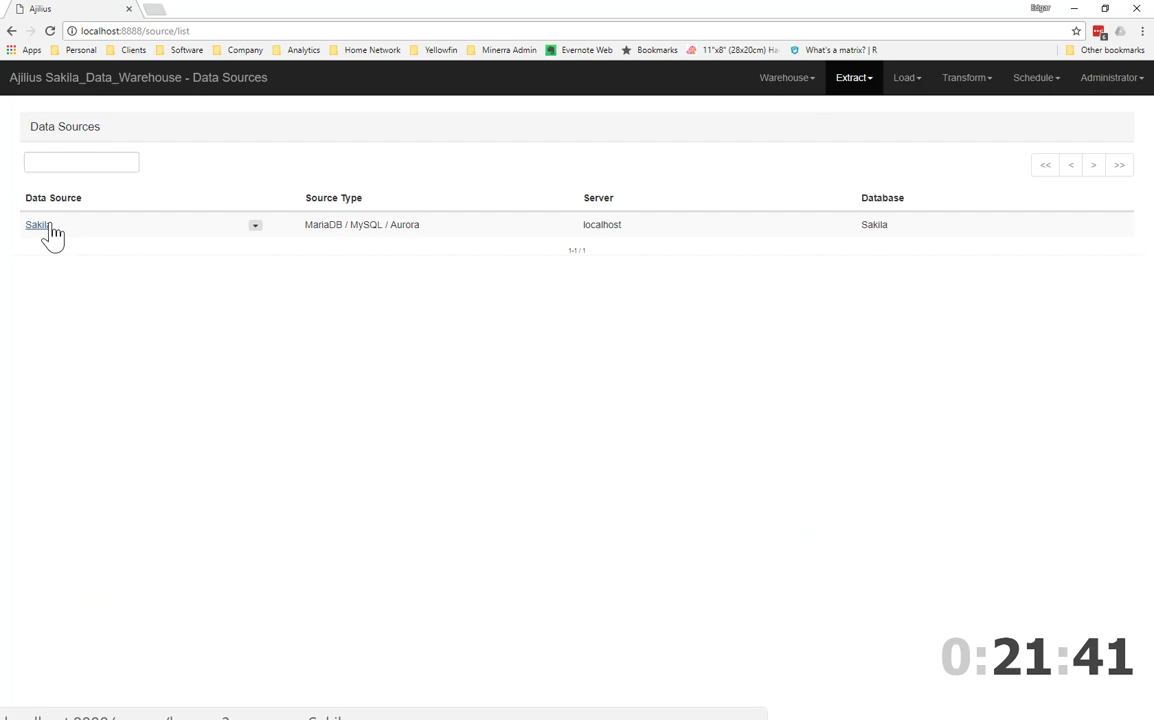 Ajilius
Edgar
localhost:8888/source/list
Apps Personal Clients Software Company Analytics Home Network Yellowfin Minerra Admin Evernote Web Bookmarks 11"x8" (28x20cm) Ha What's a matrix? | R Other bookmarks
Ajilius Sakila_Data_Warehouse - Data Sources Warehouse Extract Load Transform Schedule Administrator
Data Sources
<< < > >>
Data Source Source Type Server Database
Sakila MariaDB / MySQL / Aurora localhost Sakila
1-1 / 1
0:21:41